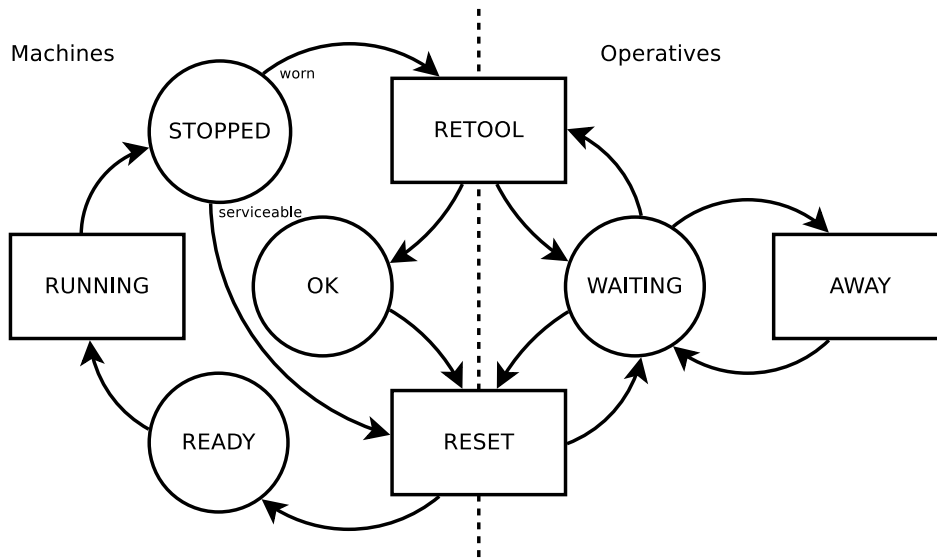 Machines
Operatives
worn
STOPPED
RETOOL
serviceable
RUNNING
OK
WAITING
AWAY
READY
RESET